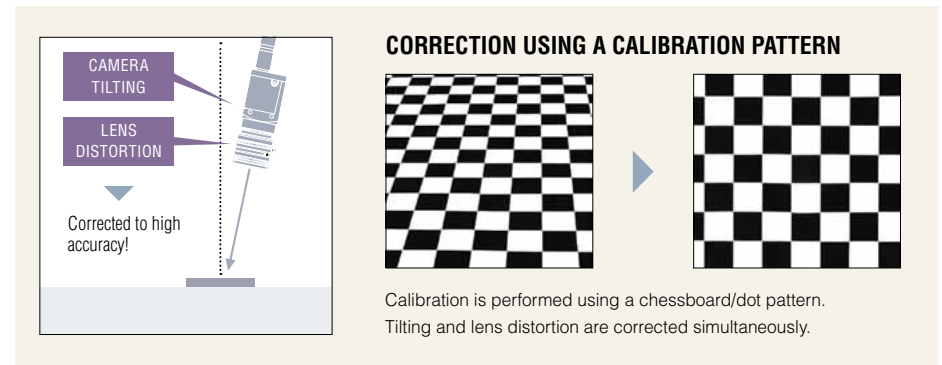 CAMERA
TILTING
LENS
DISTORTION
Corrected to high
accuracy!
CORRECTION USING A CALIBRATION PATTERN
Calibration is performed using a chessboard/dot pattern.
Tilting and lens distortion are corrected simultaneously.